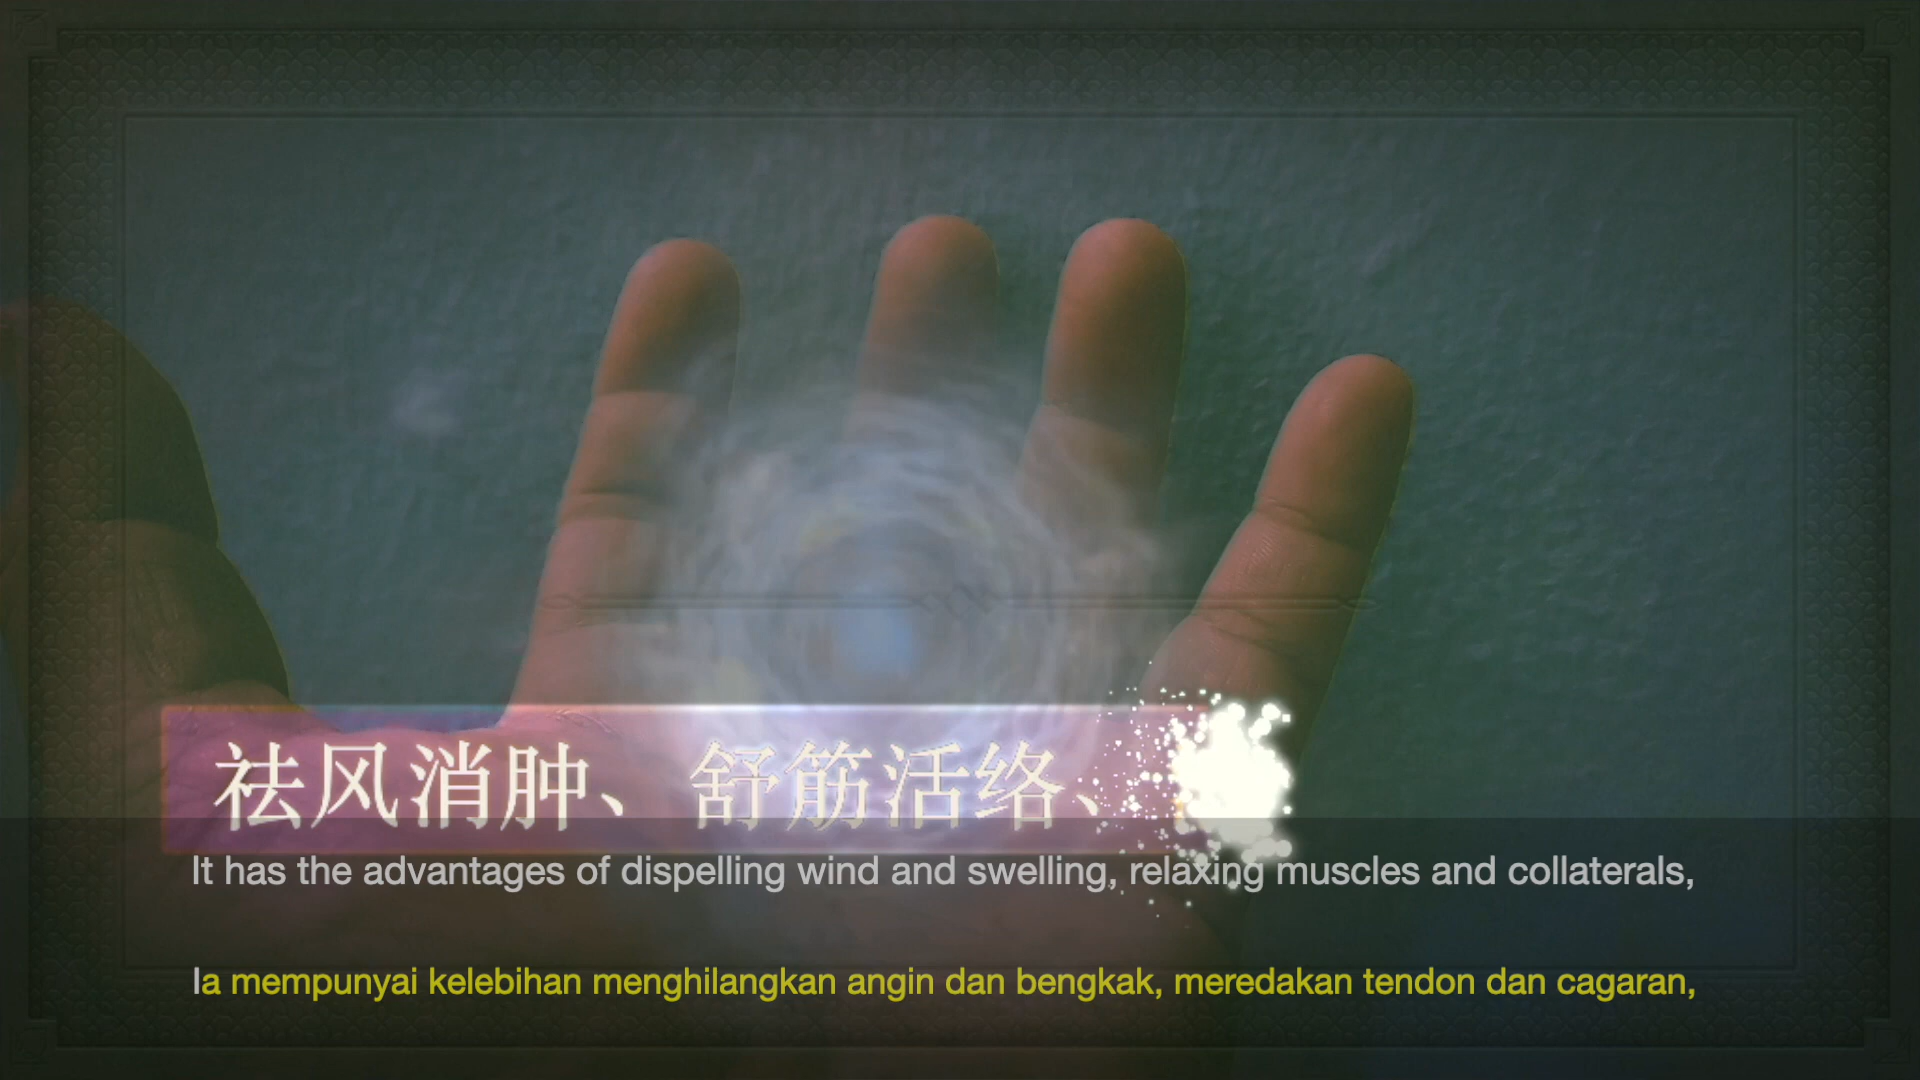 祛风消肿、舒筋活络、
It has the advantages of dispelling wind and swelling, relaxing muscles and collaterals,
Ia mempunyai kelebihan menghilangkan angin dan bengkak, meredakan tendon dan cagaran,